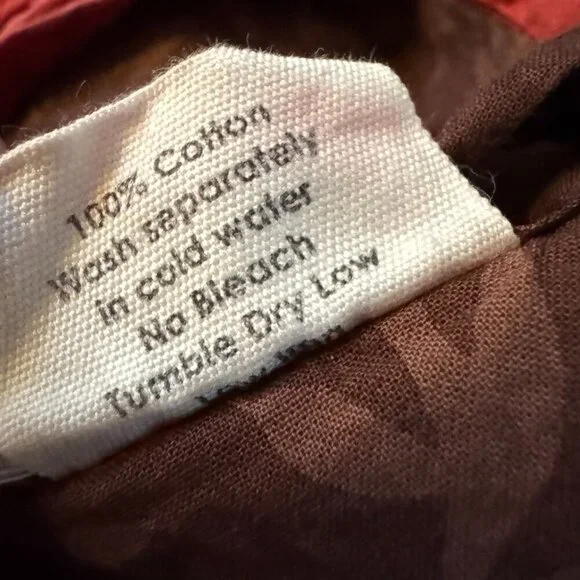 100% Cotton
Wash separately
in cold water
No Bleach
Tumble Dry Low